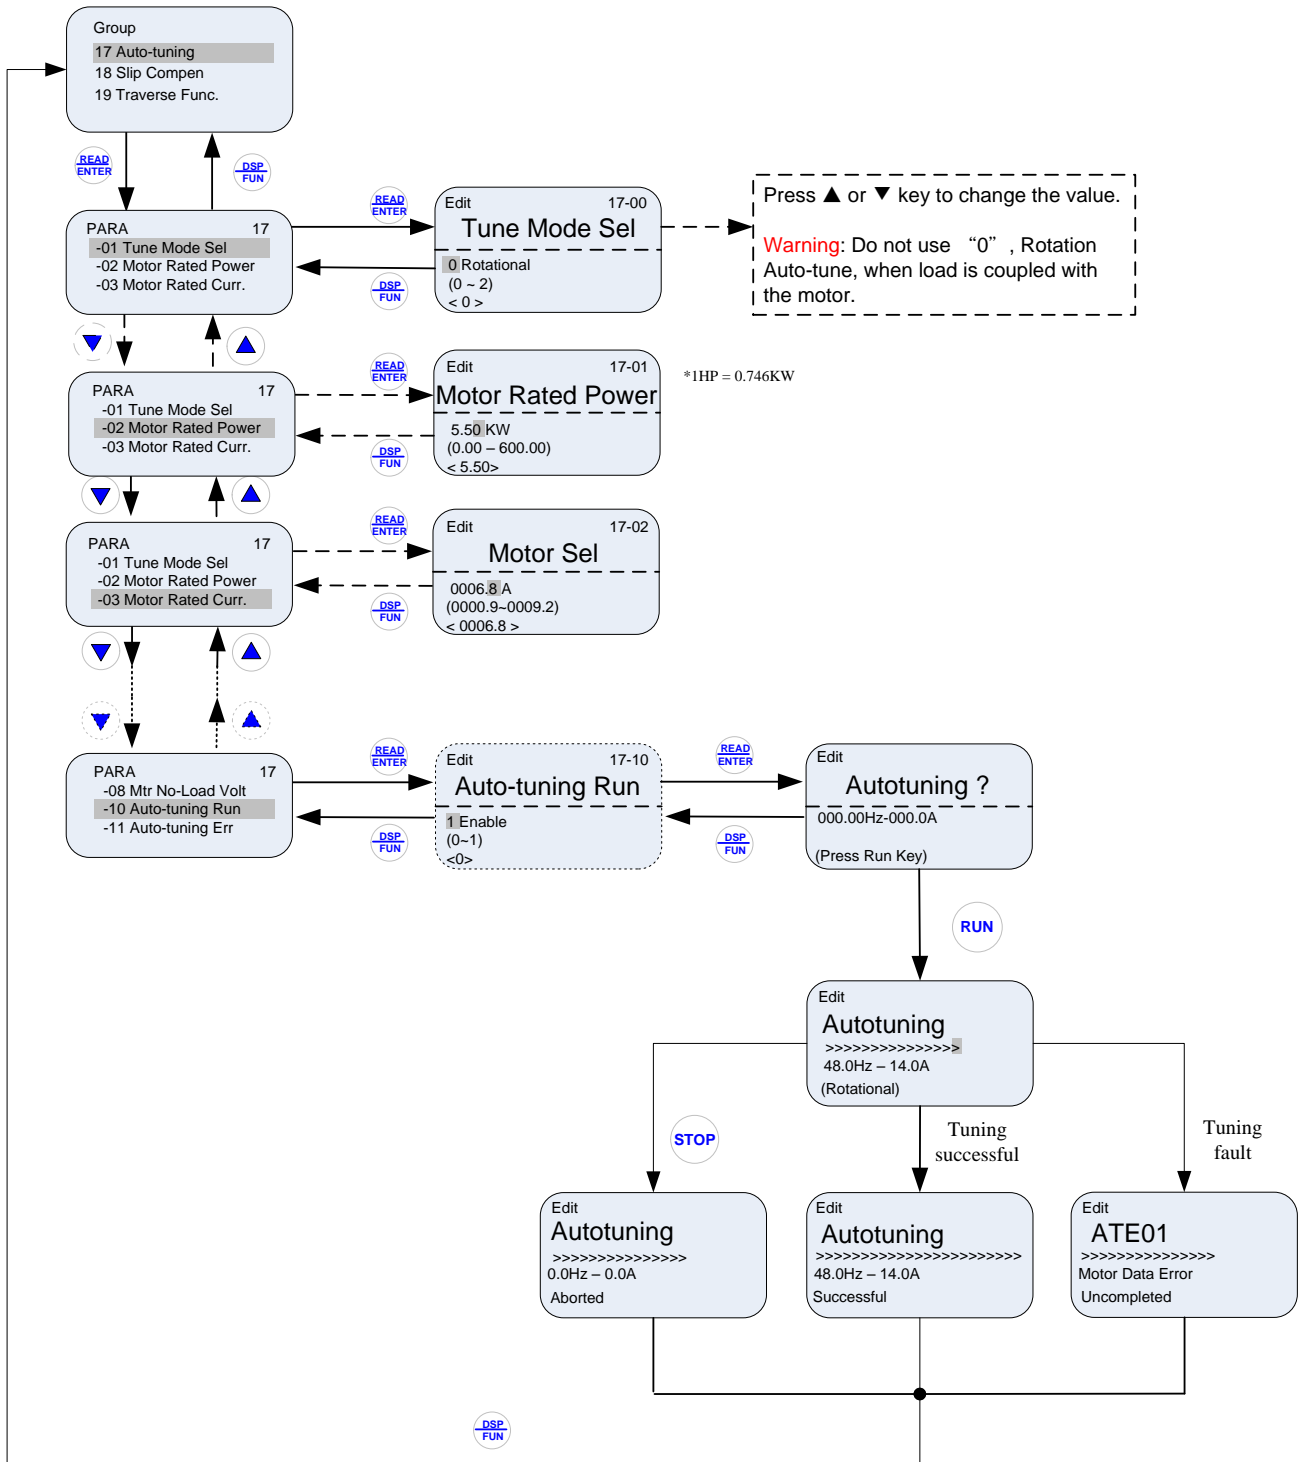 Group
17 Auto-tuning
18 Slip Compen
19 Traverse Func.
READ
ENTER
DSP
FUN
PARA 17
-01 Tune Mode Sel
-02 Motor Rated Power
-03 Motor Rated Curr.
READ
ENTER
DSP
FUN
Edit 17-00
Tune Mode Sel
0 Rotational
(0 ~ 2)
< 0 >
Press ▲ or ▼ key to change the value.
Warning: Do not use “0” , Rotation
Auto-tune, when load is coupled with
the motor.
PARA 17
-01 Tune Mode Sel
-02 Motor Rated Power
-03 Motor Rated Curr.
READ
ENTER
DSP
FUN
Edit 17-01
Motor Rated Power
5.50 KW
(0.00 – 600.00)
< 5.50>
*1HP = 0.746KW
PARA 17
-01 Tune Mode Sel
-02 Motor Rated Power
-03 Motor Rated Curr.
READ
ENTER
DSP
FUN
Edit 17-02
Motor Sel
0006.8 A
(0000.9~0009.2)
< 0006.8 >
PARA 17
-08 Mtr No-Load Volt
-10 Auto-tuning Run
-11 Auto-tuning Err
READ
ENTER
DSP
FUN
Edit 17-10
Auto-tuning Run
1 Enable
(0~1)
<0>
READ
ENTER
DSP
FUN
Edit
Autotuning ?
000.00Hz-000.0A
(Press Run Key)
RUN
Edit
Autotuning
>>>>>>>>>>>>>>>
48.0Hz – 14.0A
(Rotational)
STOP
Tuning
successful
Tuning
fault
Edit
Autotuning
>>>>>>>>>>>>>>>
0.0Hz – 0.0A
Aborted
Edit
Autotuning
>>>>>>>>>>>>>>>>>>>>>>>
48.0Hz – 14.0A
Successful
Edit
ATE01
>>>>>>>>>>>>>>>
Motor Data Error
Uncompleted
DSP
FUN